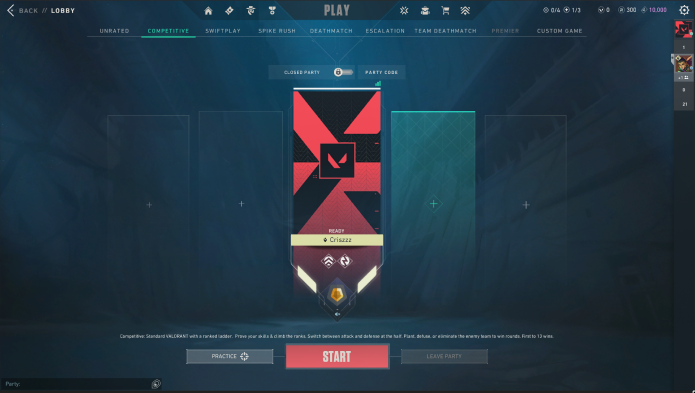 BACK // LOBBY
PLAY
0/4
1/3
0
300
10,000
UNRATED
COMPETITIVE
SWIFTPLAY
SPIKE RUSH
DEATHMATCH
ESCALATION
TEAM DEATHMATCH
PREMIER
CUSTOM GAME
CLOSED PARTY
PARTY CODE
READY
Criszzz
Competitive: Standard VALORANT with a ranked ladder. Prove your skills & climb the ranks. Switch between attack and defense at the half. Plant, defuse, or eliminate the enemy team to win rounds. First to 13 wins.
PRACTICE
START
LEAVE PARTY
Party:
1
21